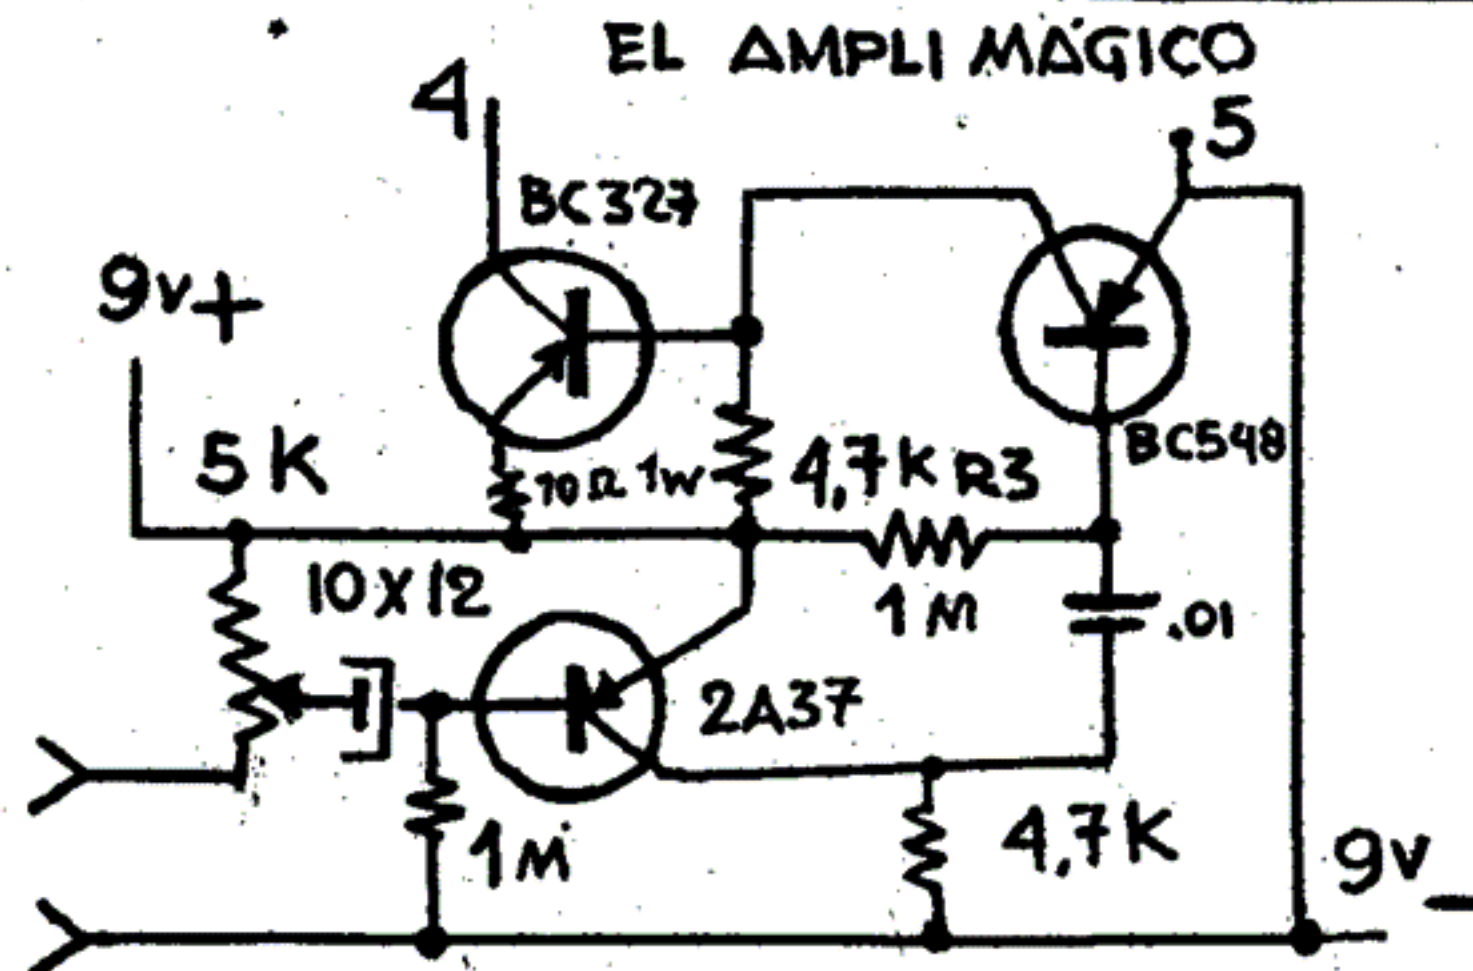 EL AMPLI MÁGICO
4
5
BC327
9v+
5K
10Ω 1W
4,7K R3
BC548
10X12
1M
.01
2A37
1M
4,7K
9v -